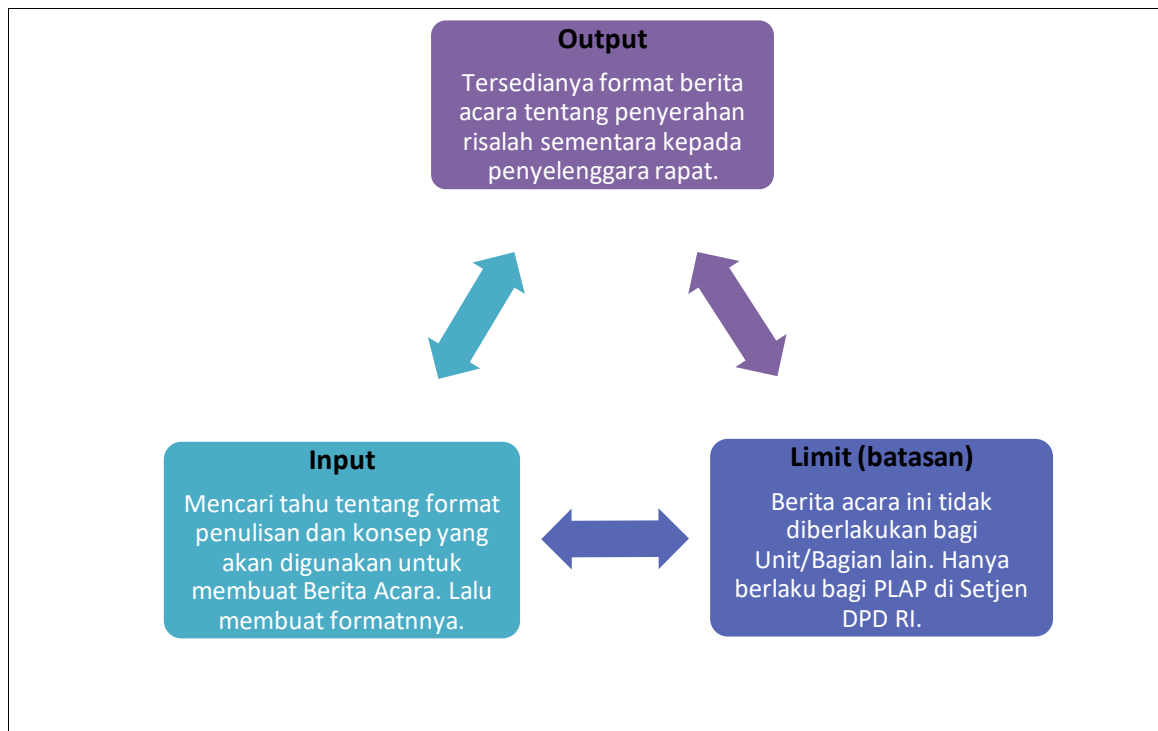 Output
Tersedianya format berita
acara tentang penyerahan
risalah sementara kepada
penyelenggara rapat.
Input
Mencari tahu tentang format
penulisan dan konsep yang
akan digunakan untuk
membuat Berita Acara. Lalu
membuat formatnnya.
Limit (batasan)
Berita acara ini tidak
diberlakukan bagi
Unit/Bagian lain. Hanya
berlaku bagi PLAP di Setjen
DPD RI.